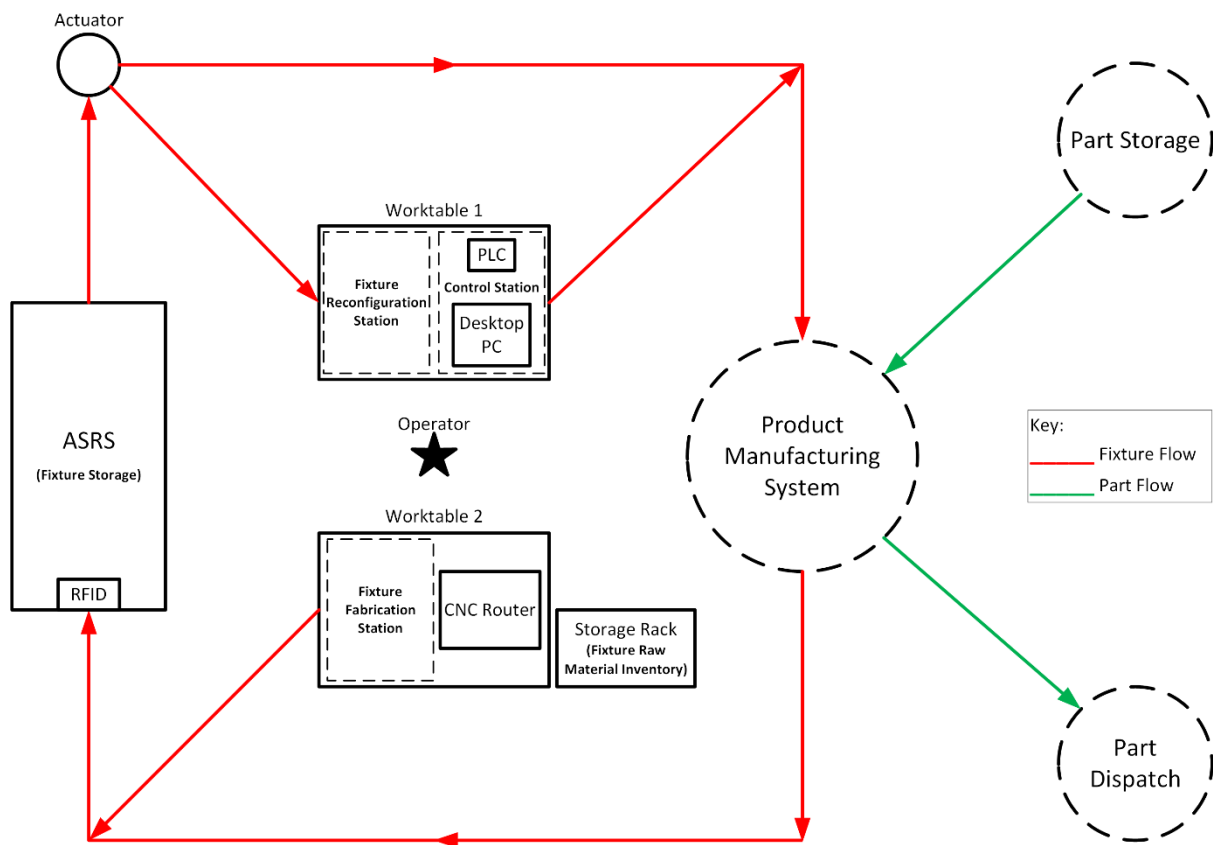 Actuator
Part Storage
Worktable 1
PLC
Fixture
Reconfiguration
Station
Control Station
Desktop
PC
ASRS
(Fixture Storage)
RFID
Operator
Product
Manufacturing
System
Key:
Fixture Flow
Part Flow
Worktable 2
Fixture
Fabrication
Station
CNC Router
Storage Rack
(Fixture Raw
Material Inventory)
Part
Dispatch